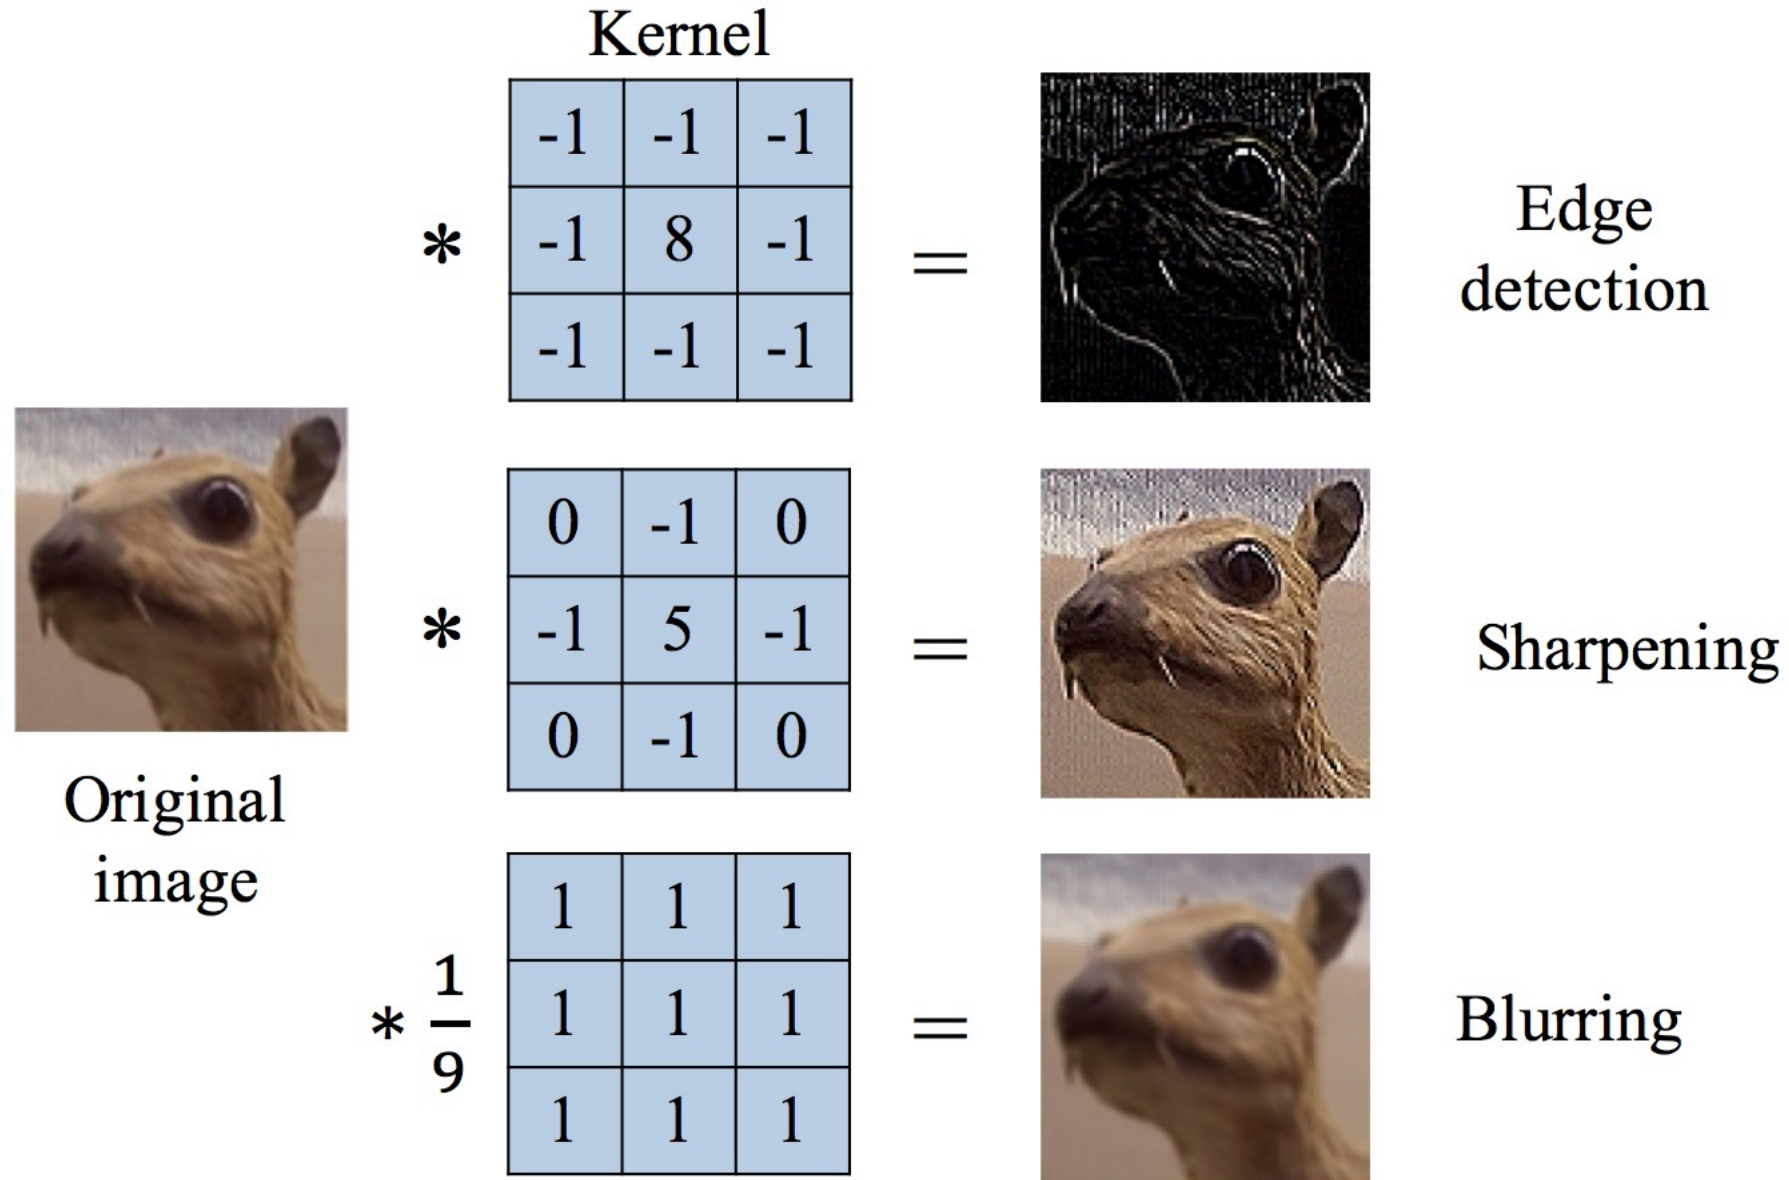 Kernel
-1 -1 -1
* -1 8 -1 =
-1 -1 -1
Edge
detection
Original
image
0 -1 0
* -1 5 -1 =
0 -1 0
Sharpening
1 1 1
* 1/9 1 1 1 =
1 1 1
Blurring